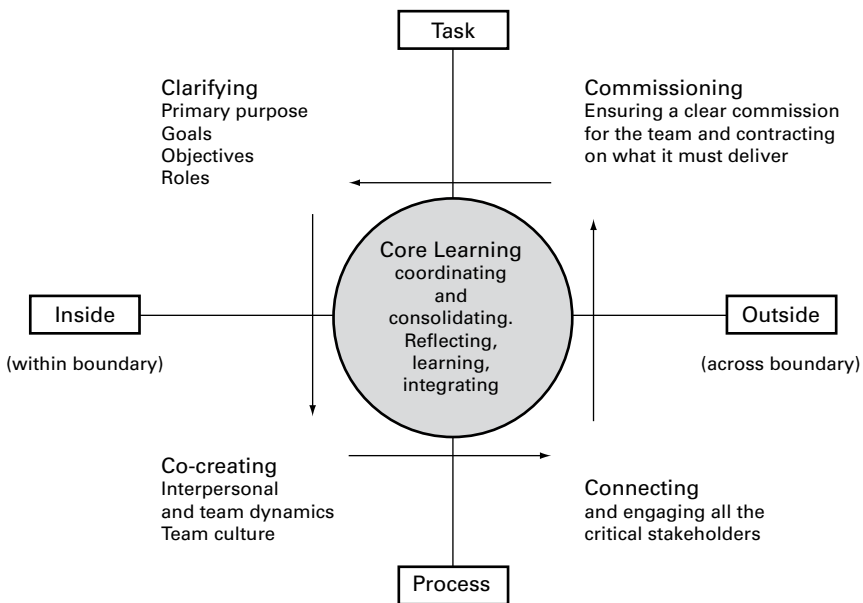 Task
Clarifying
Primary purpose
Goals
Objectives
Roles
Commissioning
Ensuring a clear commission
for the team and contracting
on what it must deliver
Core Learning
coordinating
and
consolidating.
Reflecting,
learning,
integrating
Inside
(within boundary)
Outside
(across boundary)
Co-creating
Interpersonal
and team dynamics
Team culture
Connecting
and engaging all the
critical stakeholders
Process